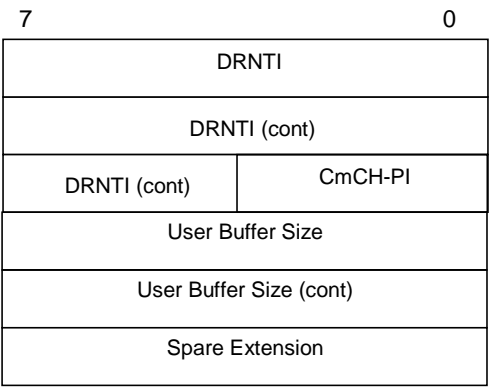 7 0
DRNTI
DRNTI (cont)
DRNTI (cont) CmCH-PI
User Buffer Size
User Buffer Size (cont)
Spare Extension